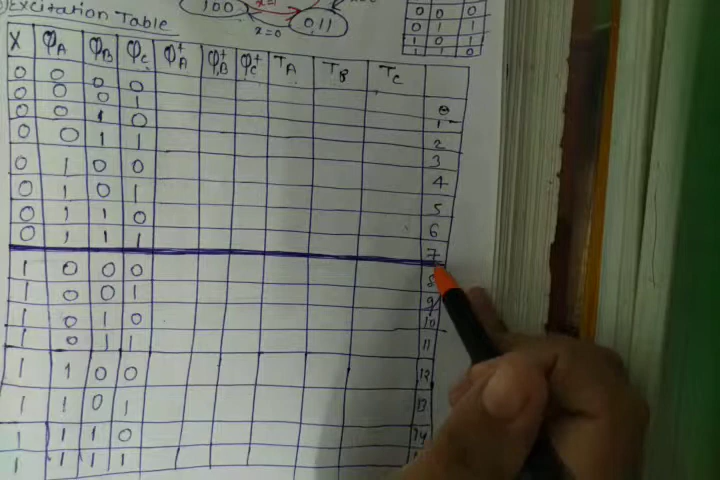 Excitation Table
100
x=1
x=0
011
0 0 0
0 1 1
1 0 1
1 1 0
X φA φB φC φA+ φB+ φC+ TA TB TC
0 0 0 0 0
0 0 0 1 1
0 0 1 0 2
0 0 1 1 3
0 1 0 0 4
0 1 0 1 5
0 1 1 0 6
0 1 1 1 7
1 0 0 0 8
1 0 0 1 9
1 0 1 0 10
1 0 1 1 11
1 1 0 0 12
1 1 0 1 13
1 1 1 0 14
1 1 1 1